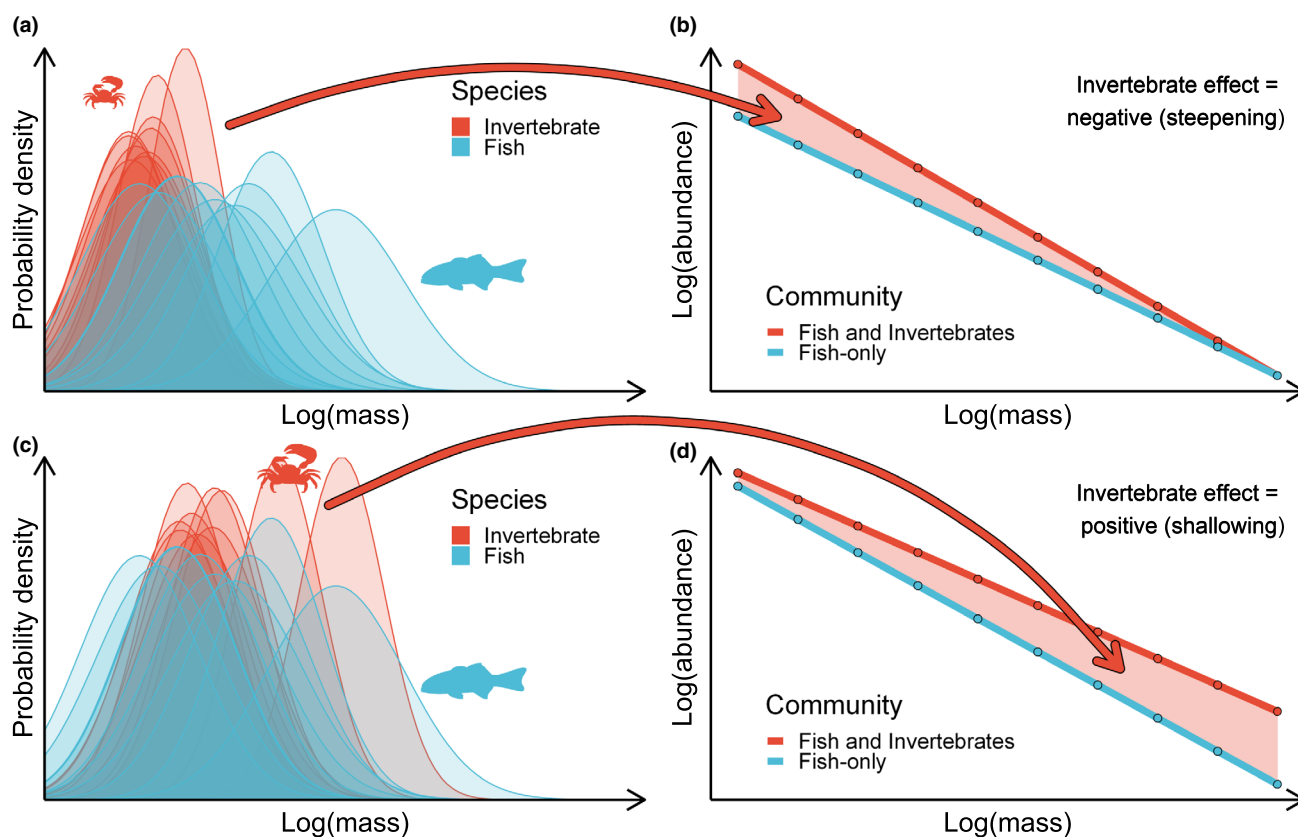 (a)
Probability density
Species
Invertebrate
Fish
Log(mass)
(b)
Log(abundance)
Invertebrate effect =
negative (steepening)
Community
Fish and Invertebrates
Fish-only
Log(mass)
(c)
Probability density
Species
Invertebrate
Fish
Log(mass)
(d)
Log(abundance)
Invertebrate effect =
positive (shallowing)
Community
Fish and Invertebrates
Fish-only
Log(mass)